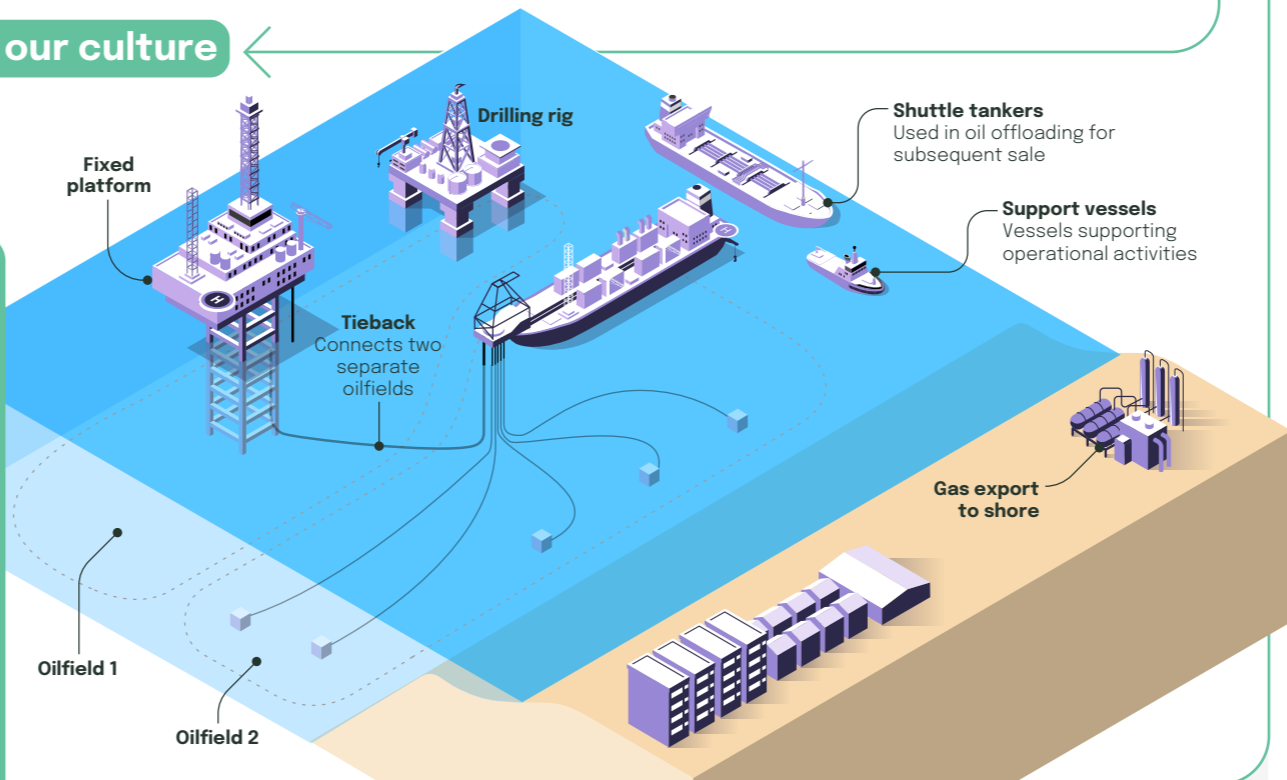 our culture
Drilling rig
Shuttle tankers
Used in oil offloading for
subsequent sale
Fixed
platform
Support vessels
Vessels supporting
operational activities
H
H
Tieback
Connects two
separate
oilfields
Gas export
to shore
Oilfield 1
Oilfield 2